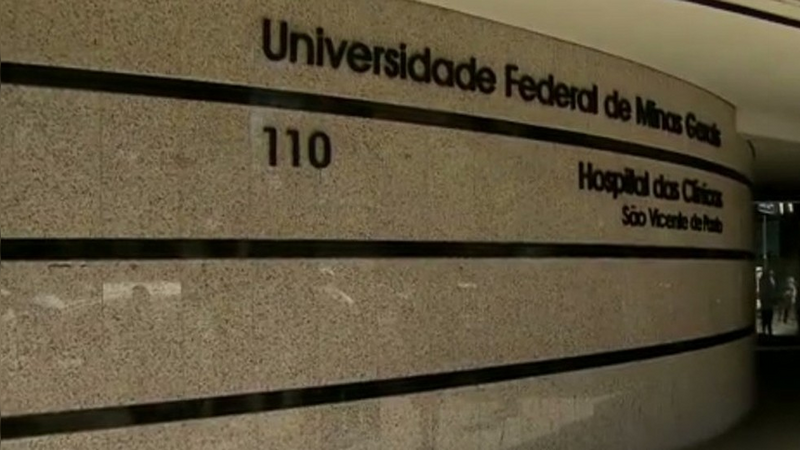 Universidade Federal de Minas Gerais
110
Hospital das Clínicas
São Vicente de Paulo